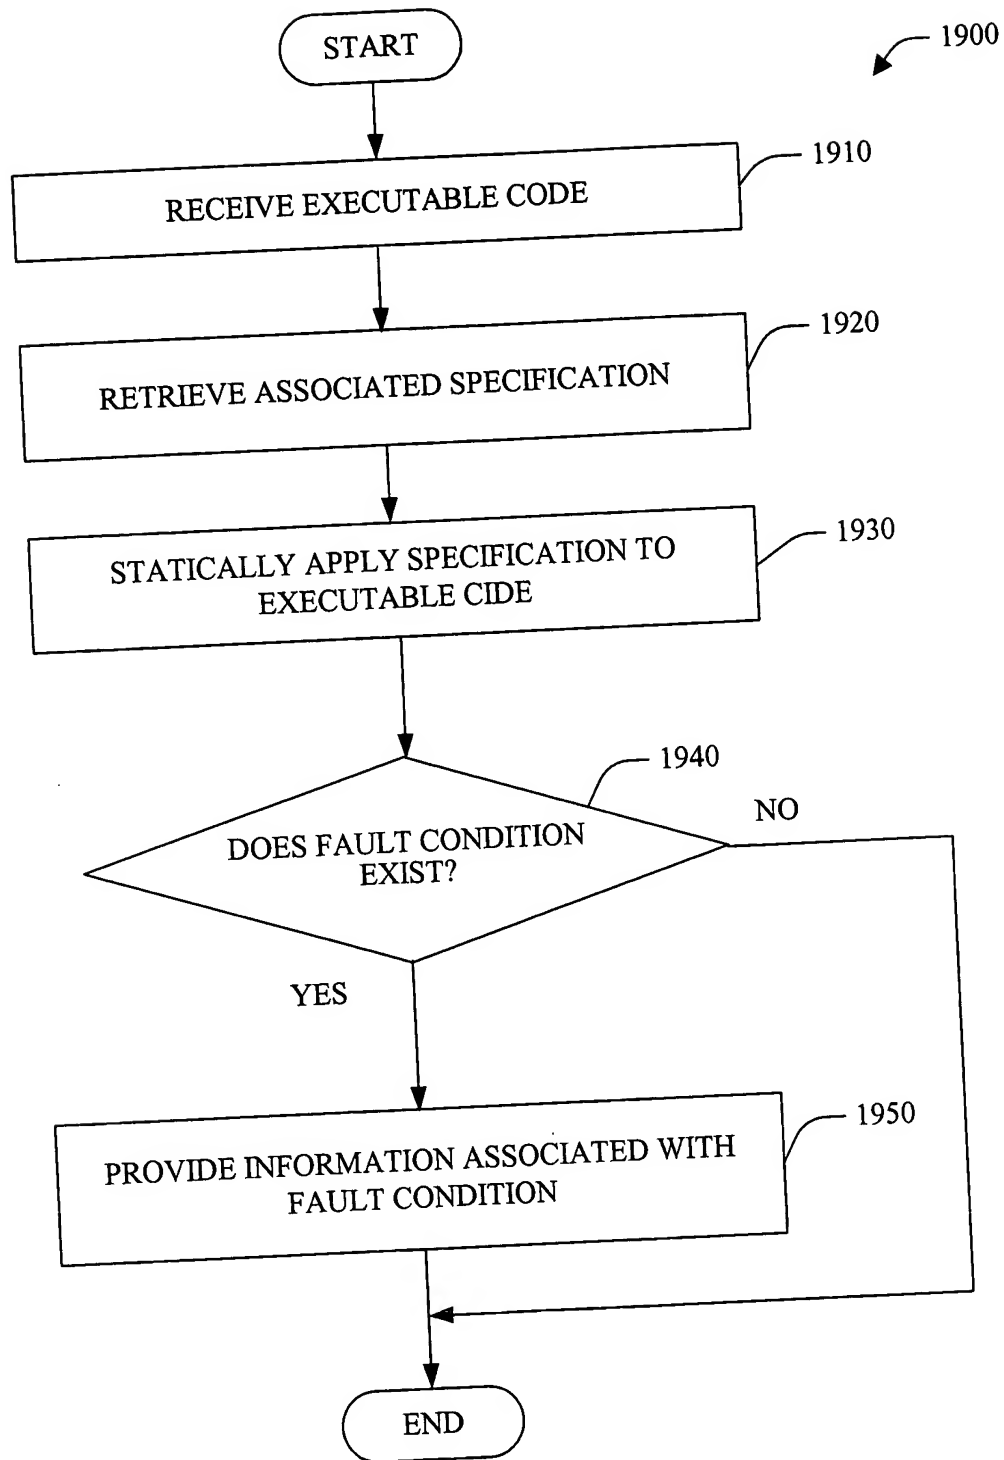 START
1900
1910
RECEIVE EXECUTABLE CODE
1920
RETRIEVE ASSOCIATED SPECIFICATION
1930
STATICALLY APPLY SPECIFICATION TO
EXECUTABLE CIDE
1940
NO
DOES FAULT CONDITION
EXIST?
YES
1950
PROVIDE INFORMATION ASSOCIATED WITH
FAULT CONDITION
END